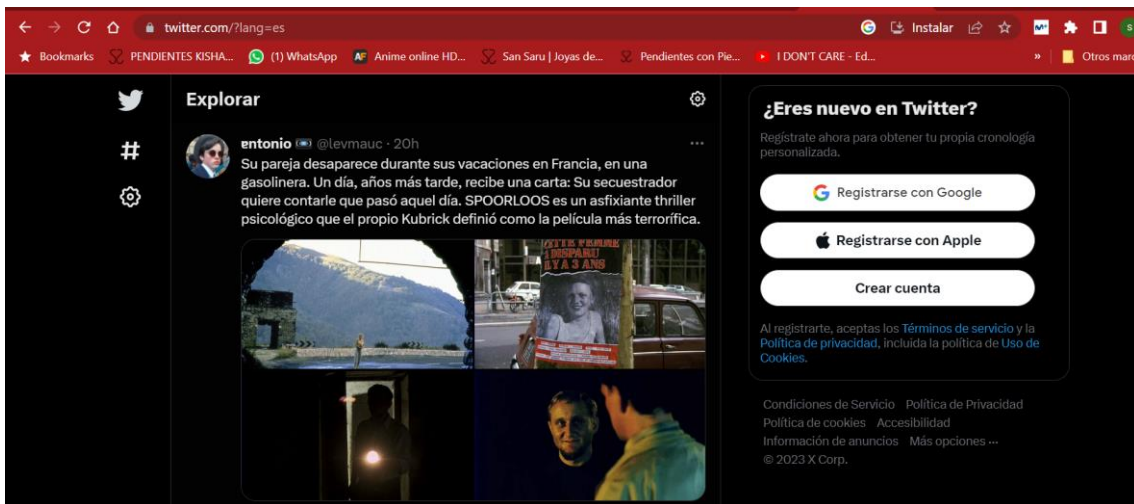 twitter.com/?lang=es
Instalar
Bookmarks
PENDIENTES KISHA...
(1) WhatsApp
AF
Anime online HD...
San Saru | Joyas de...
Pendientes con Pie...
I DON'T CARE - Ed...
»
Otros marc
Explorar
¿Eres nuevo en Twitter?
Regístrate ahora para obtener tu propia cronología
personalizada.
entonio @levmauc · 20h
Su pareja desaparece durante sus vacaciones en Francia, en una
gasolinera. Un día, años más tarde, recibe una carta: Su secuestrador
quiere contarle que pasó aquel día. SPOORLOOS es un asfixiante thriller
psicológico que el propio Kubrick definió como la película más terrorífica.
CETTE FEMME
A DISPARU
IL Y A 3 ANS
Registrarse con Google
Registrarse con Apple
Crear cuenta
Al registrarte, aceptas los Términos de servicio y la
Política de privacidad, incluida la política de Uso de
Cookies.
Condiciones de Servicio Política de Privacidad
Política de cookies Accesibilidad
Información de anuncios Más opciones ···
© 2023 X Corp.